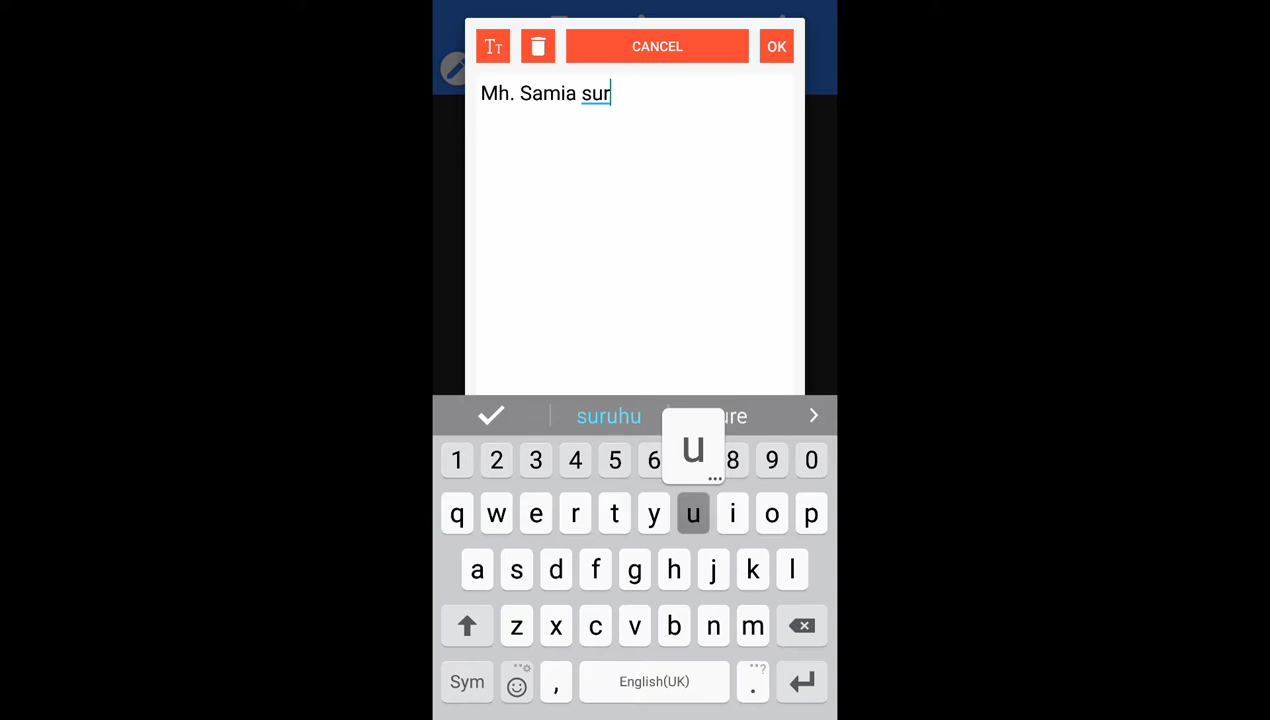 TT
CANCEL
OK
Mh. Samia sur
suruhu
ure
u
1 2 3 4 5 6 8 9 0
q w e r t y u i o p
a s d f g h j k l
z x c v b n m
Sym , English(UK) .